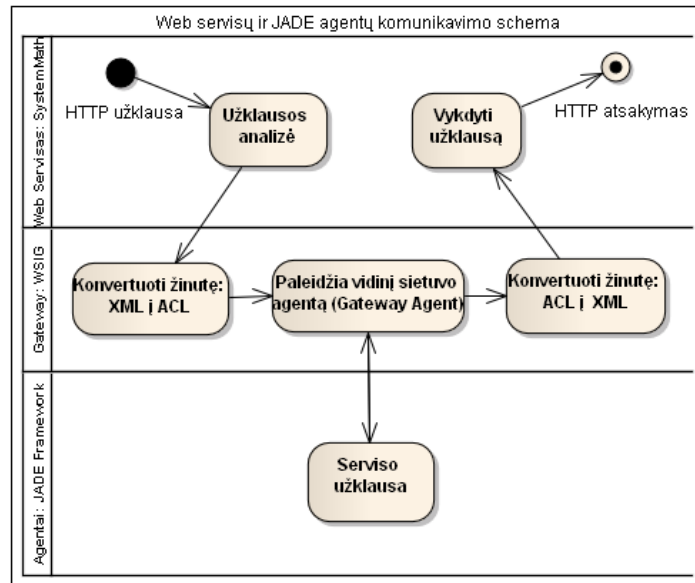 Web servisų ir JADE agentų komunikavimo schema
Web Servisas: SystemMath
HTTP užklausa
Užklausos
analizė
Vykdyti
užklausą
HTTP atsakymas
Gateway: WSIG
Konvertuoti žinutę:
XML į ACL
Paleidžia vidinį sietuvo
agentą (Gateway Agent)
Konvertuoti žinutę:
ACL į XML
Agentai: JADE Framework
Serviso
užklausa